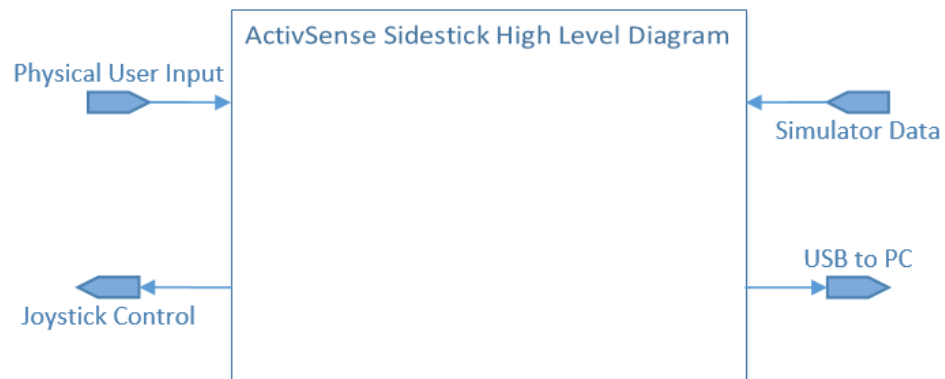 ActivSense Sidestick High Level Diagram
Physical User Input
Simulator Data
USB to PC
Joystick Control